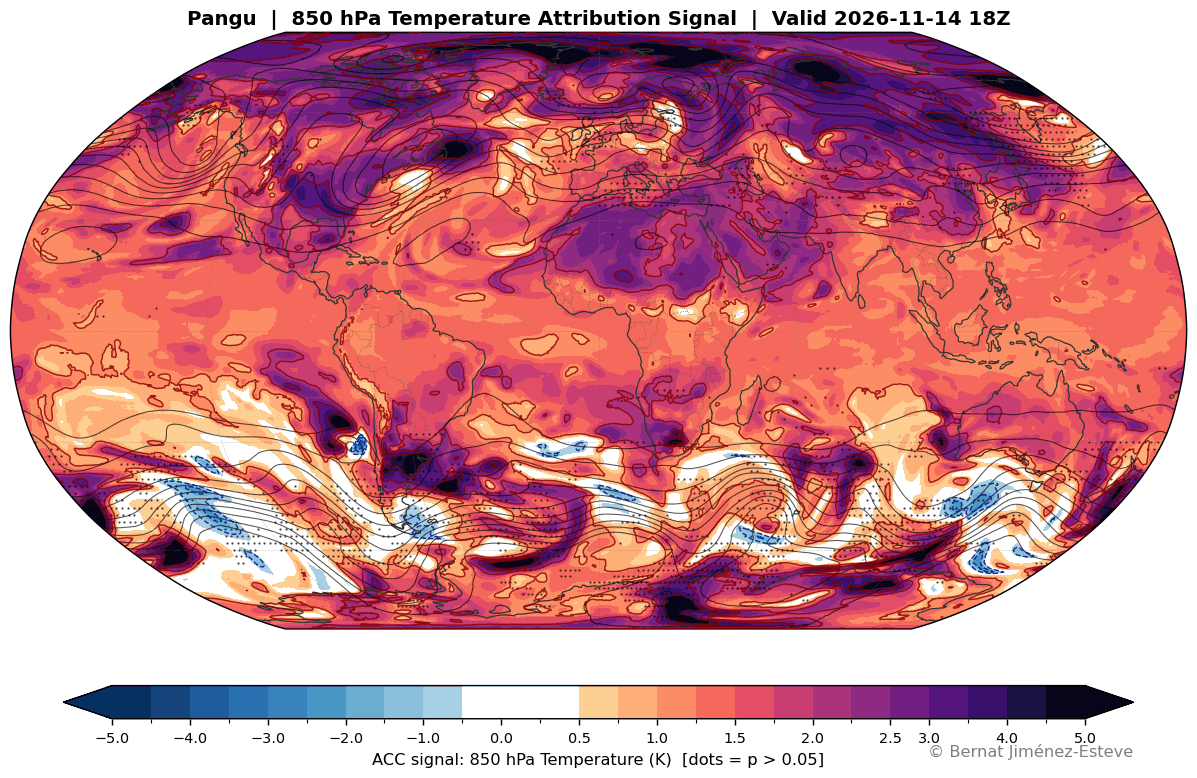 Pangu | 850 hPa Temperature Attribution Signal | Valid 2026-11-14 18Z
−5.0 −4.0 −3.0 −2.0 −1.0 0.0 0.5 1.0 1.5 2.0 2.5 3.0 4.0 5.0
ACC signal: 850 hPa Temperature (K) [dots = p > 0.05]
© Bernat Jiménez-Esteve